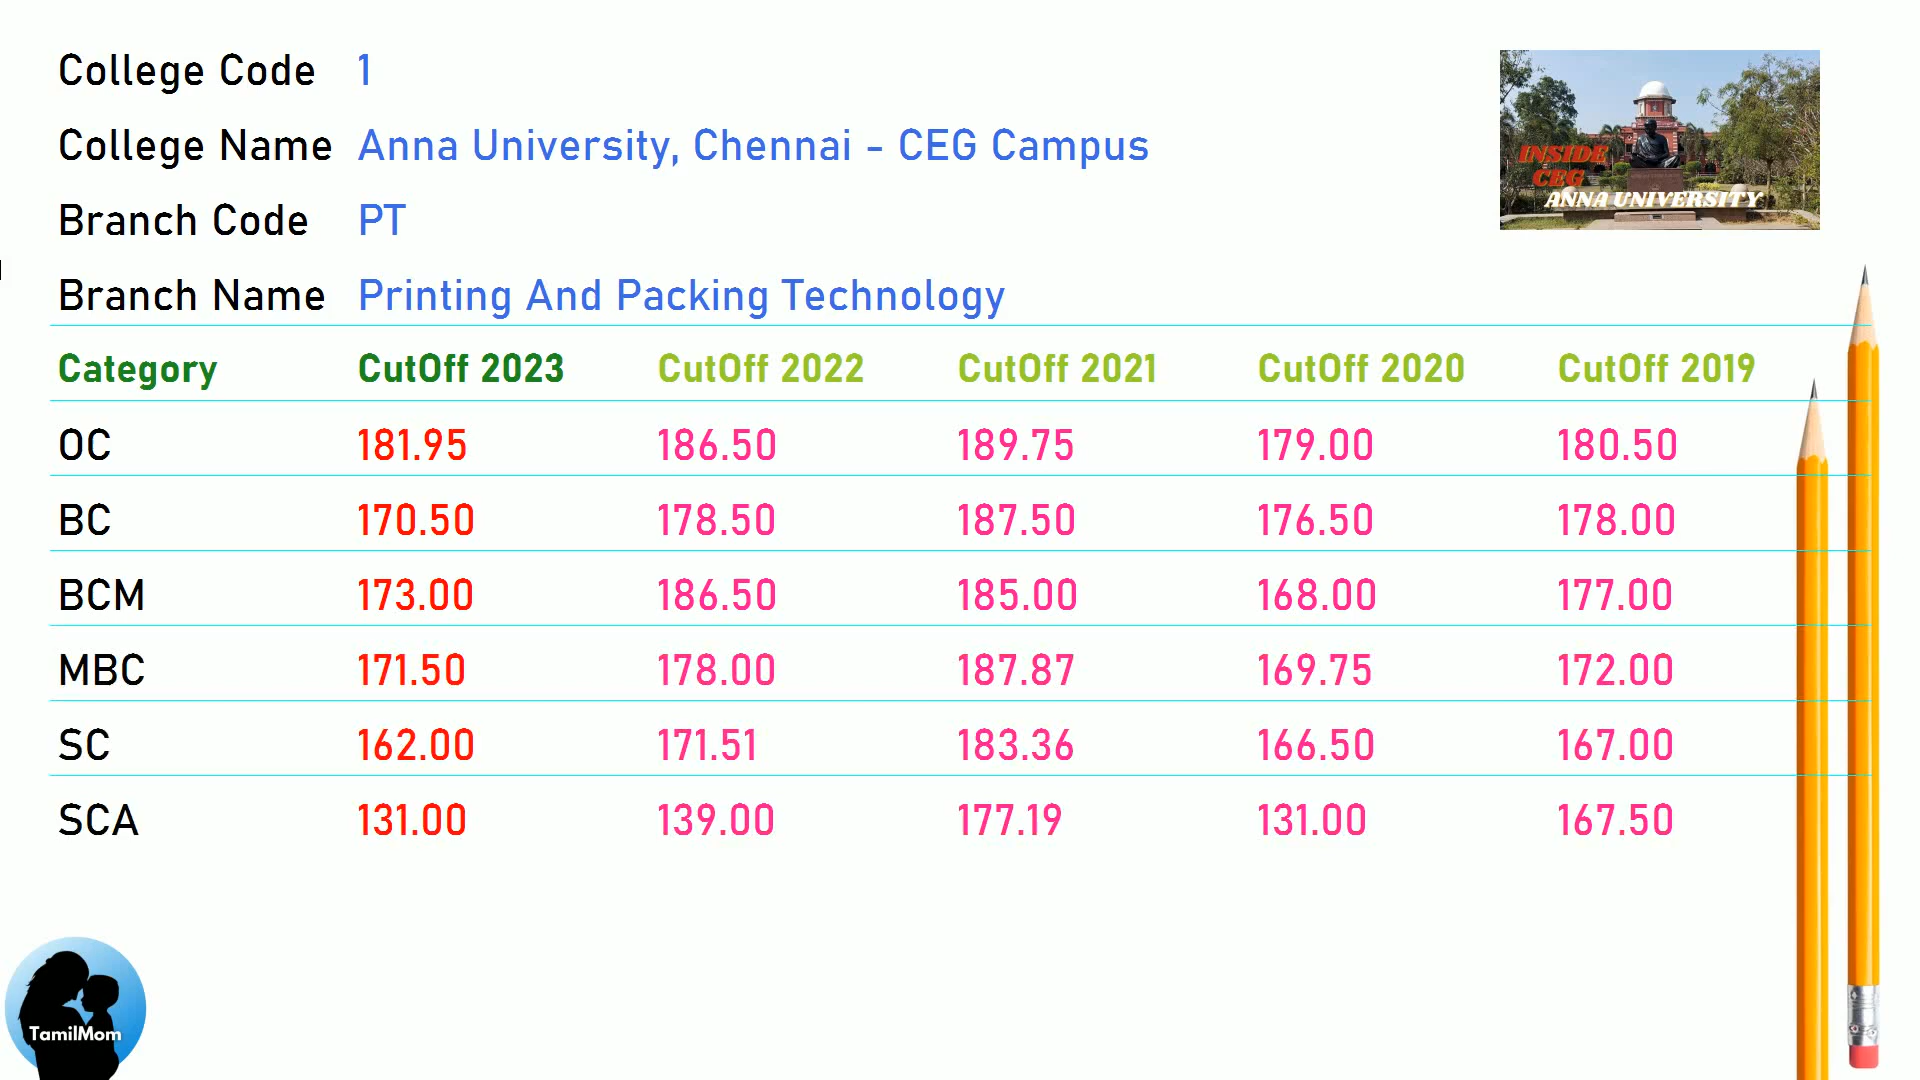 College Code 1
College Name Anna University, Chennai - CEG Campus
Branch Code PT
Branch Name Printing And Packing Technology
INSIDE
CEG
ANNA UNIVERSITY
Category CutOff 2023 CutOff 2022 CutOff 2021 CutOff 2020 CutOff 2019
OC 181.95 186.50 189.75 179.00 180.50
BC 170.50 178.50 187.50 176.50 178.00
BCM 173.00 186.50 185.00 168.00 177.00
MBC 171.50 178.00 187.87 169.75 172.00
SC 162.00 171.51 183.36 166.50 167.00
SCA 131.00 139.00 177.19 131.00 167.50
TamilMom